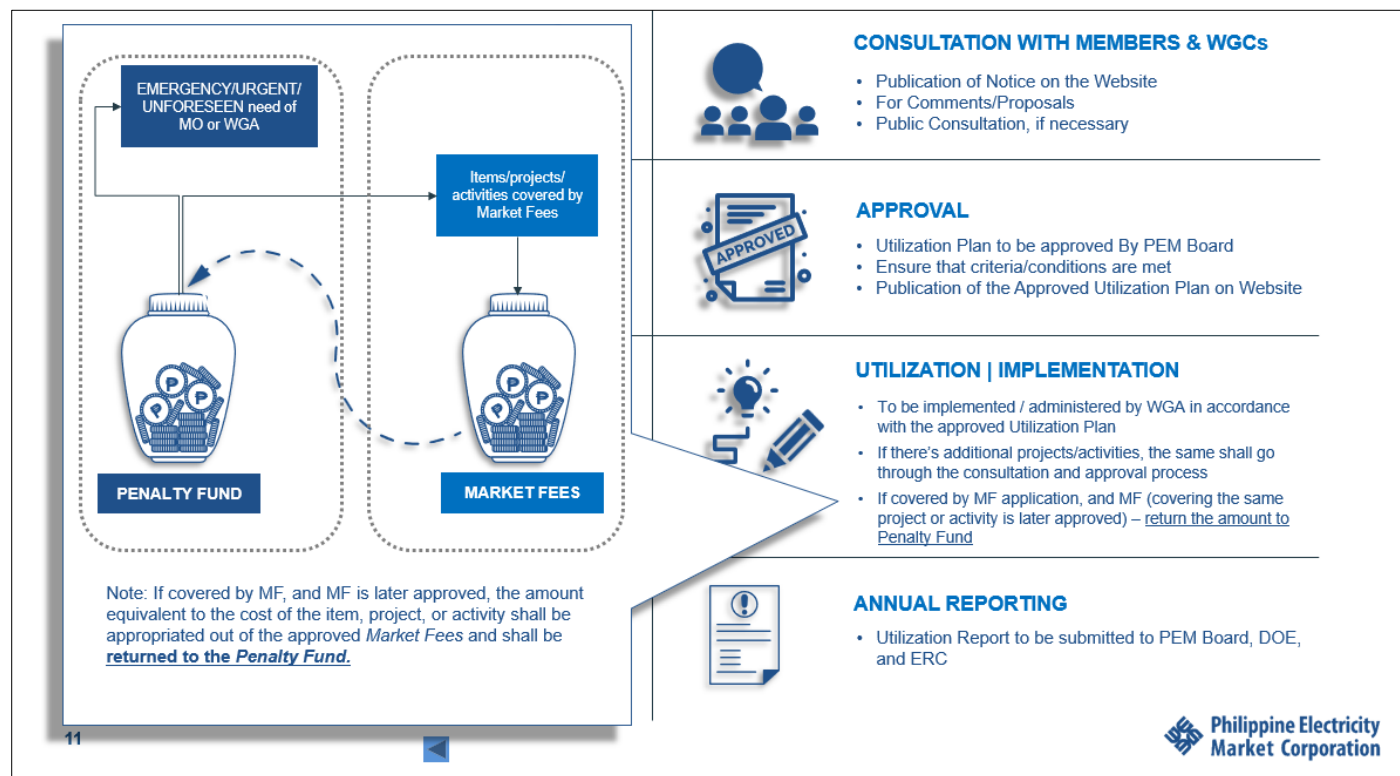 EMERGENCY/URGENT/
UNFORESEEN need of
MO or WGA
Items/projects/
activities covered by
Market Fees
PENALTY FUND
MARKET FEES
Note: If covered by MF, and MF is later approved, the amount
equivalent to the cost of the item, project, or activity shall be
appropriated out of the approved Market Fees and shall be
returned to the Penalty Fund.
CONSULTATION WITH MEMBERS & WGCs
• Publication of Notice on the Website
• For Comments/Proposals
• Public Consultation, if necessary
APPROVED
APPROVAL
• Utilization Plan to be approved By PEM Board
• Ensure that criteria/conditions are met
• Publication of the Approved Utilization Plan on Website
UTILIZATION | IMPLEMENTATION
• To be implemented / administered by WGA in accordance
with the approved Utilization Plan
• If there’s additional projects/activities, the same shall go
through the consultation and approval process
• If covered by MF application, and MF (covering the same
project or activity is later approved) – return the amount to
Penalty Fund
ANNUAL REPORTING
• Utilization Report to be submitted to PEM Board, DOE,
and ERC
11
Philippine Electricity
Market Corporation